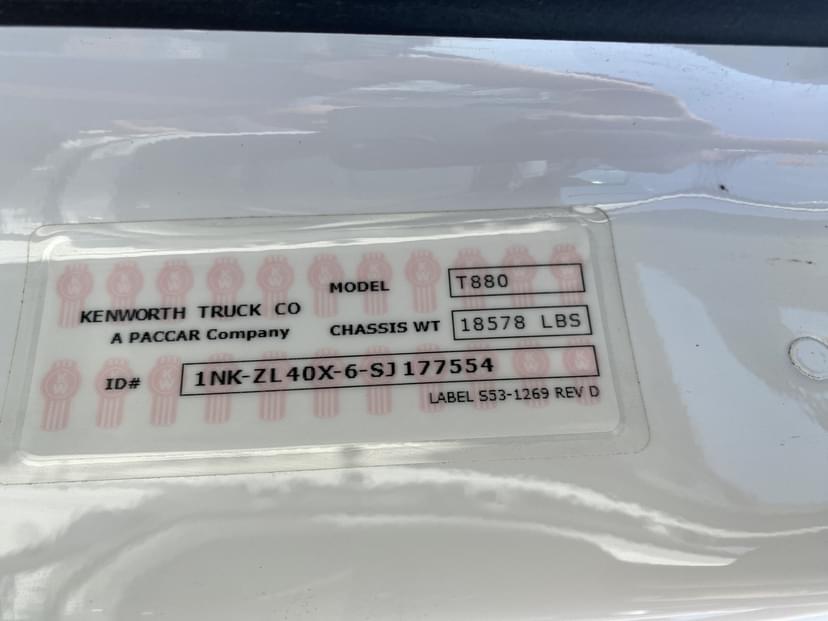 KENWORTH TRUCK CO
A PACCAR Company
MODEL T880
CHASSIS WT 18578 LBS
ID# 1NK-ZL40X-6-SJ177554
LABEL S53-1269 REV D